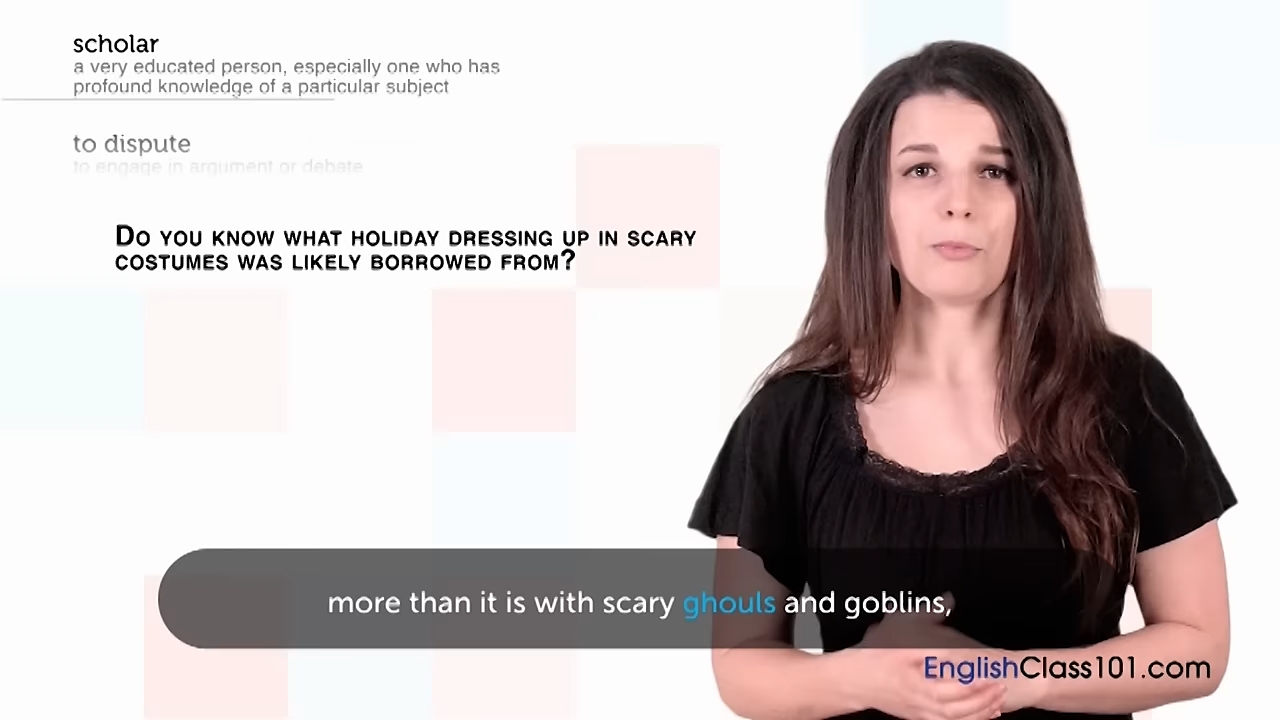 scholar
a very educated person, especially one who has
profound knowledge of a particular subject
to dispute
to engage in argument or debate
DO YOU KNOW WHAT HOLIDAY DRESSING UP IN SCARY
COSTUMES WAS LIKELY BORROWED FROM?
more than it is with scary ghouls and goblins,
EnglishClass101.com